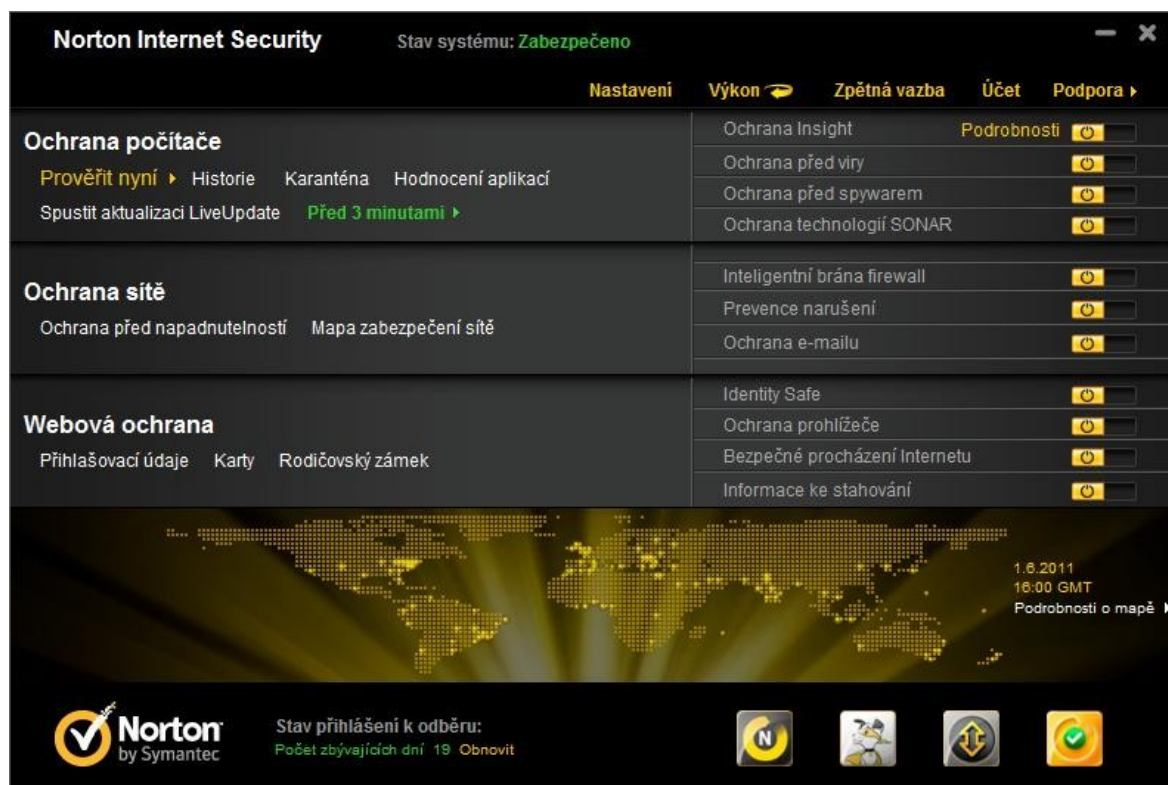 Norton Internet Security
Stav systému: Zabezpečeno
Nastavení Výkon Zpětná vazba Účet Podpora
Ochrana počítače
Prověřit nyní Historie Karanténa Hodnocení aplikací
Spustit aktualizaci LiveUpdate Před 3 minutami
Ochrana Insight Podrobnosti
Ochrana před viry
Ochrana před spywarem
Ochrana technologií SONAR
Ochrana sítě
Ochrana před napadnutelností Mapa zabezpečení sítě
Inteligentní brána firewall
Prevence narušení
Ochrana e-mailu
Webová ochrana
Přihlašovací údaje Karty Rodičovský zámek
Identity Safe
Ochrana prohlížeče
Bezpečné procházení Internetu
Informace ke stahování
1.6.2011
16:00 GMT
Podrobnosti o mapě
Norton
by Symantec
Stav přihlášení k odběru:
Počet zbývajících dní 19 Obnovit
N